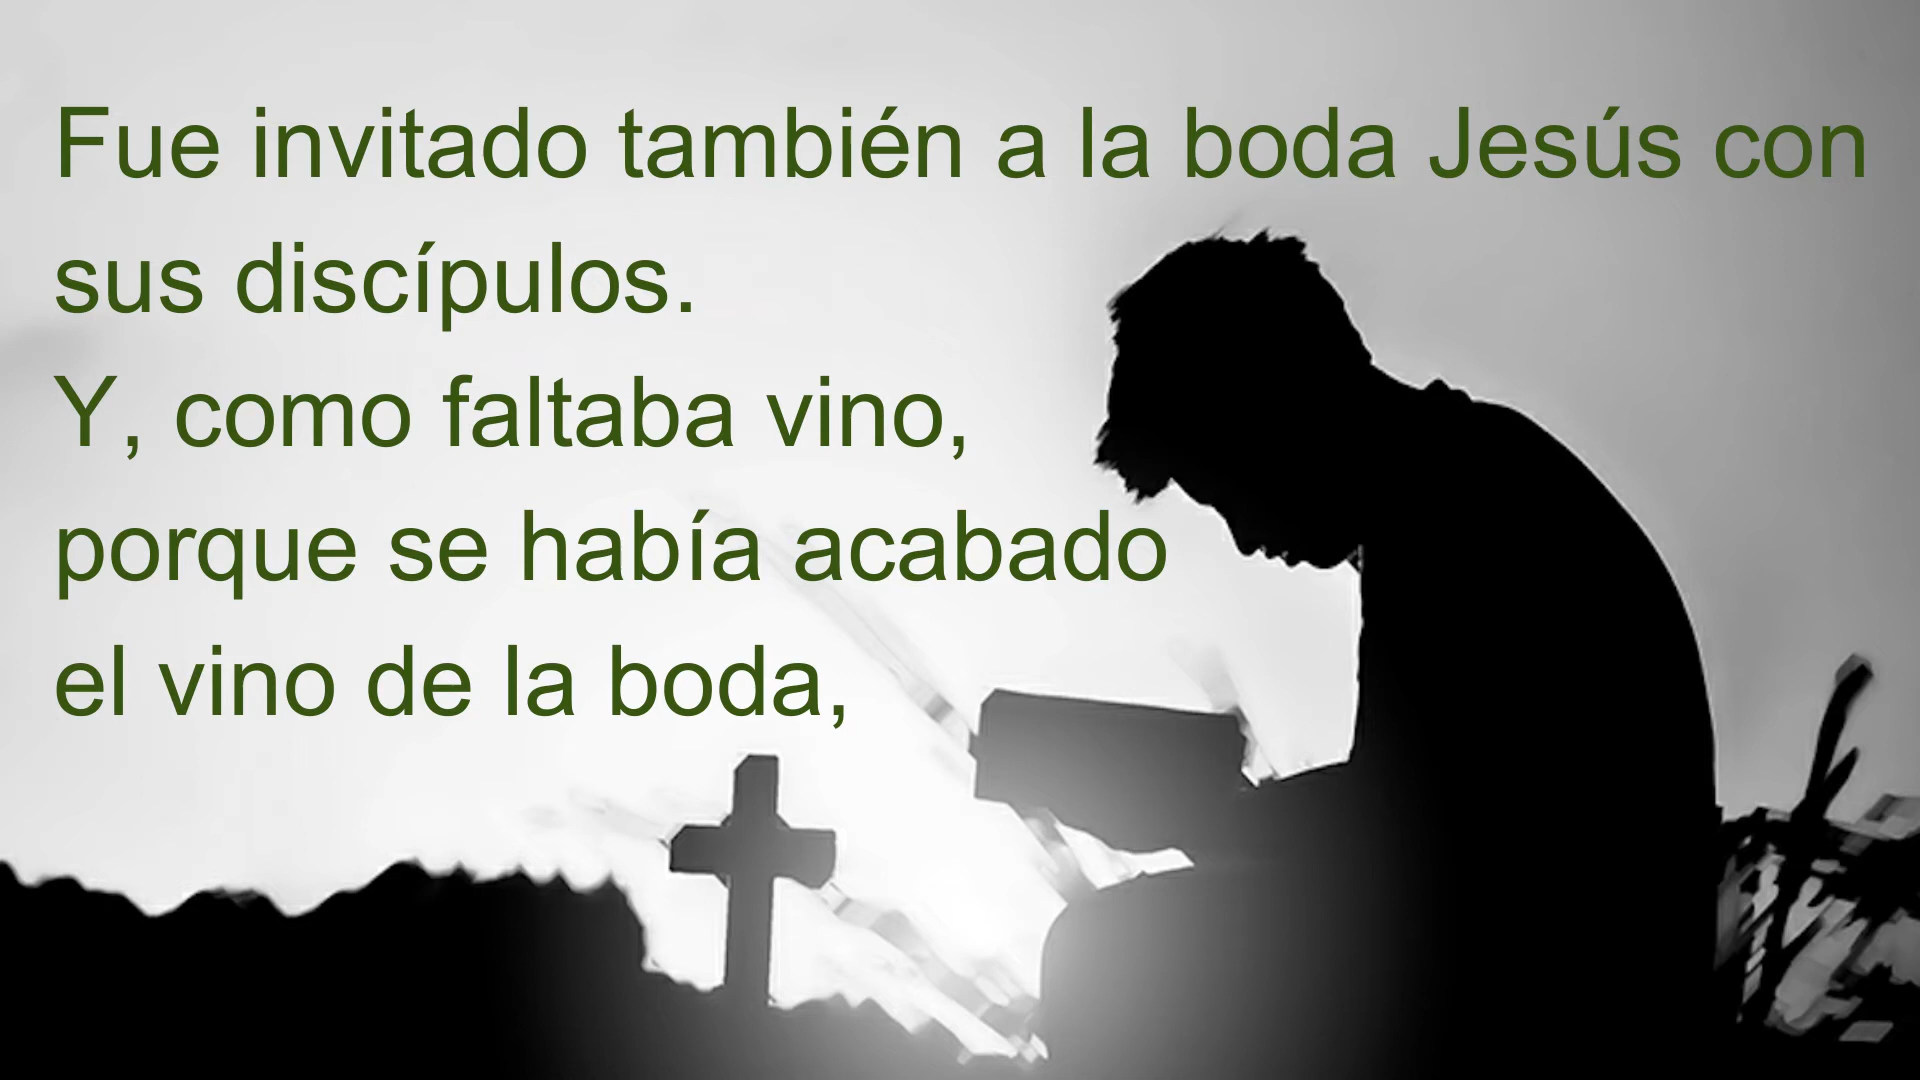 Fue invitado también a la boda Jesús con
sus discípulos.
Y, como faltaba vino,
porque se había acabado
el vino de la boda,